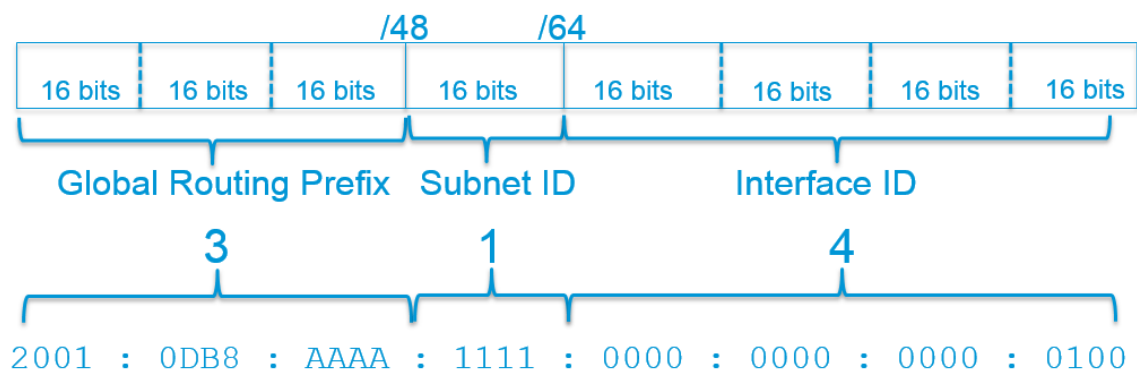 /48 /64
16 bits 16 bits 16 bits 16 bits 16 bits 16 bits 16 bits 16 bits
Global Routing Prefix Subnet ID Interface ID
3 1 4
2001 : 0DB8 : AAAA : 1111 : 0000 : 0000 : 0000 : 0100